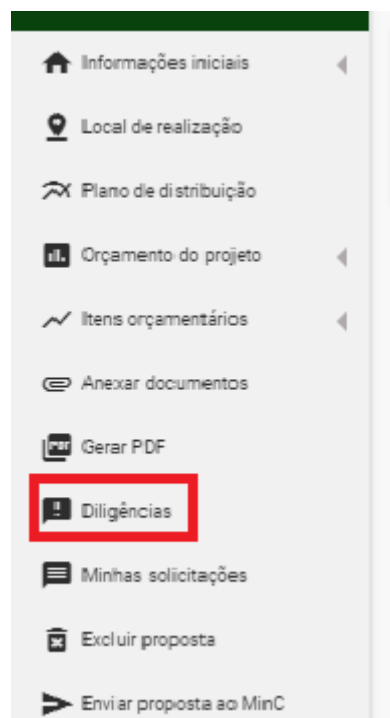 Informações iniciais
Local de realização
Plano de distribuição
Orçamento do projeto
Itens orçamentários
Anexar documentos
PDF Gerar PDF
Diligências
Minhas solicitações
Excluir proposta
Enviar proposta ao MinC